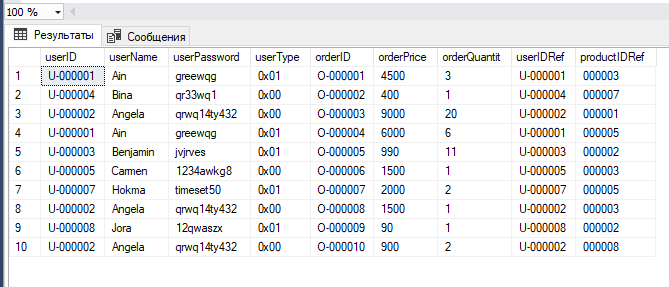 100 %
Результаты Сообщения
userID userName userPassword userType orderID orderPrice orderQuantit userIDRef productIDRef
1 U-000001 Ain greewqg 0x01 O-000001 4500 3 U-000001 000003
2 U-000004 Bina qr33wq1 0x00 O-000002 400 1 U-000004 000007
3 U-000002 Angela qrwq14ty432 0x00 O-000003 9000 20 U-000002 000001
4 U-000001 Ain greewqg 0x01 O-000004 6000 6 U-000001 000005
5 U-000003 Benjamin jvjrves 0x01 O-000005 990 11 U-000003 000002
6 U-000005 Carmen 1234awkg8 0x00 O-000006 1500 1 U-000005 000003
7 U-000007 Hokma timeset50 0x01 O-000007 2000 2 U-000007 000005
8 U-000002 Angela qrwq14ty432 0x00 O-000008 1500 1 U-000002 000003
9 U-000008 Jora 12qwaszx 0x01 O-000009 90 1 U-000008 000002
10 U-000002 Angela qrwq14ty432 0x00 O-000010 900 2 U-000002 000008